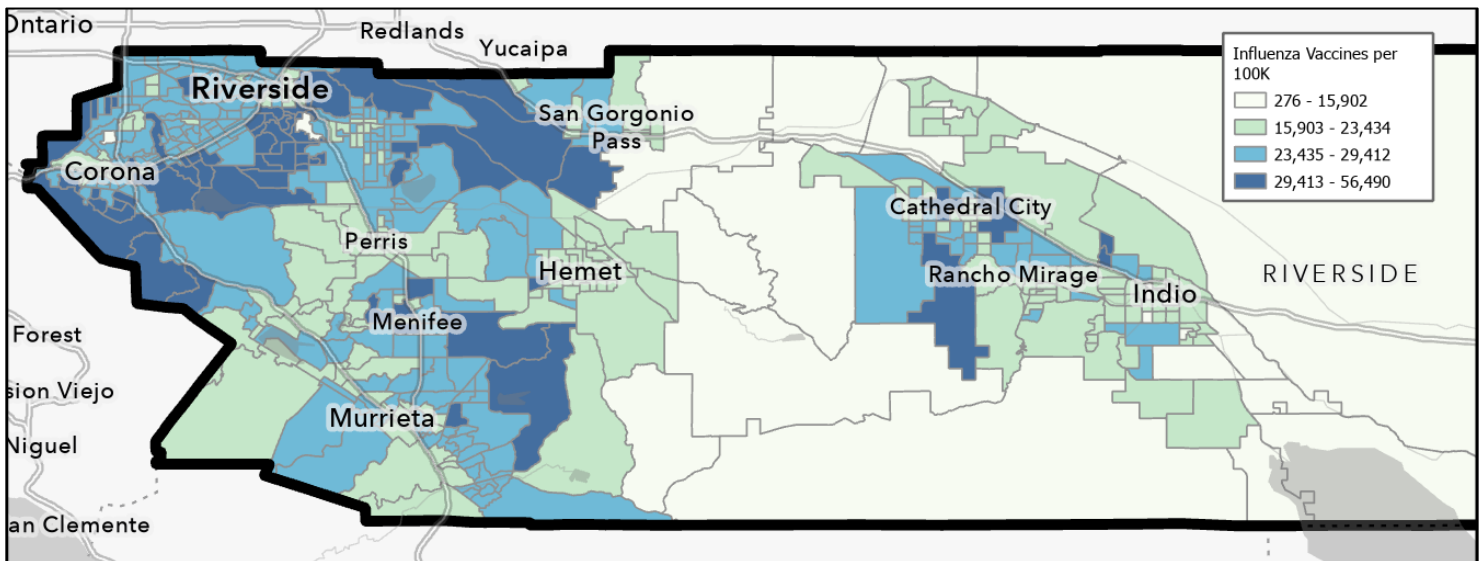 Ontario
Redlands
Yucaipa
Riverside
San Gorgonio
Pass
Corona
Cathedral City
Perris
Hemet
Rancho Mirage
RIVERSIDE
Indio
Menifee
Forest
sion Viejo
Murrieta
Niguel
an Clemente
Influenza Vaccines per
100K
276 - 15,902
15,903 - 23,434
23,435 - 29,412
29,413 - 56,490